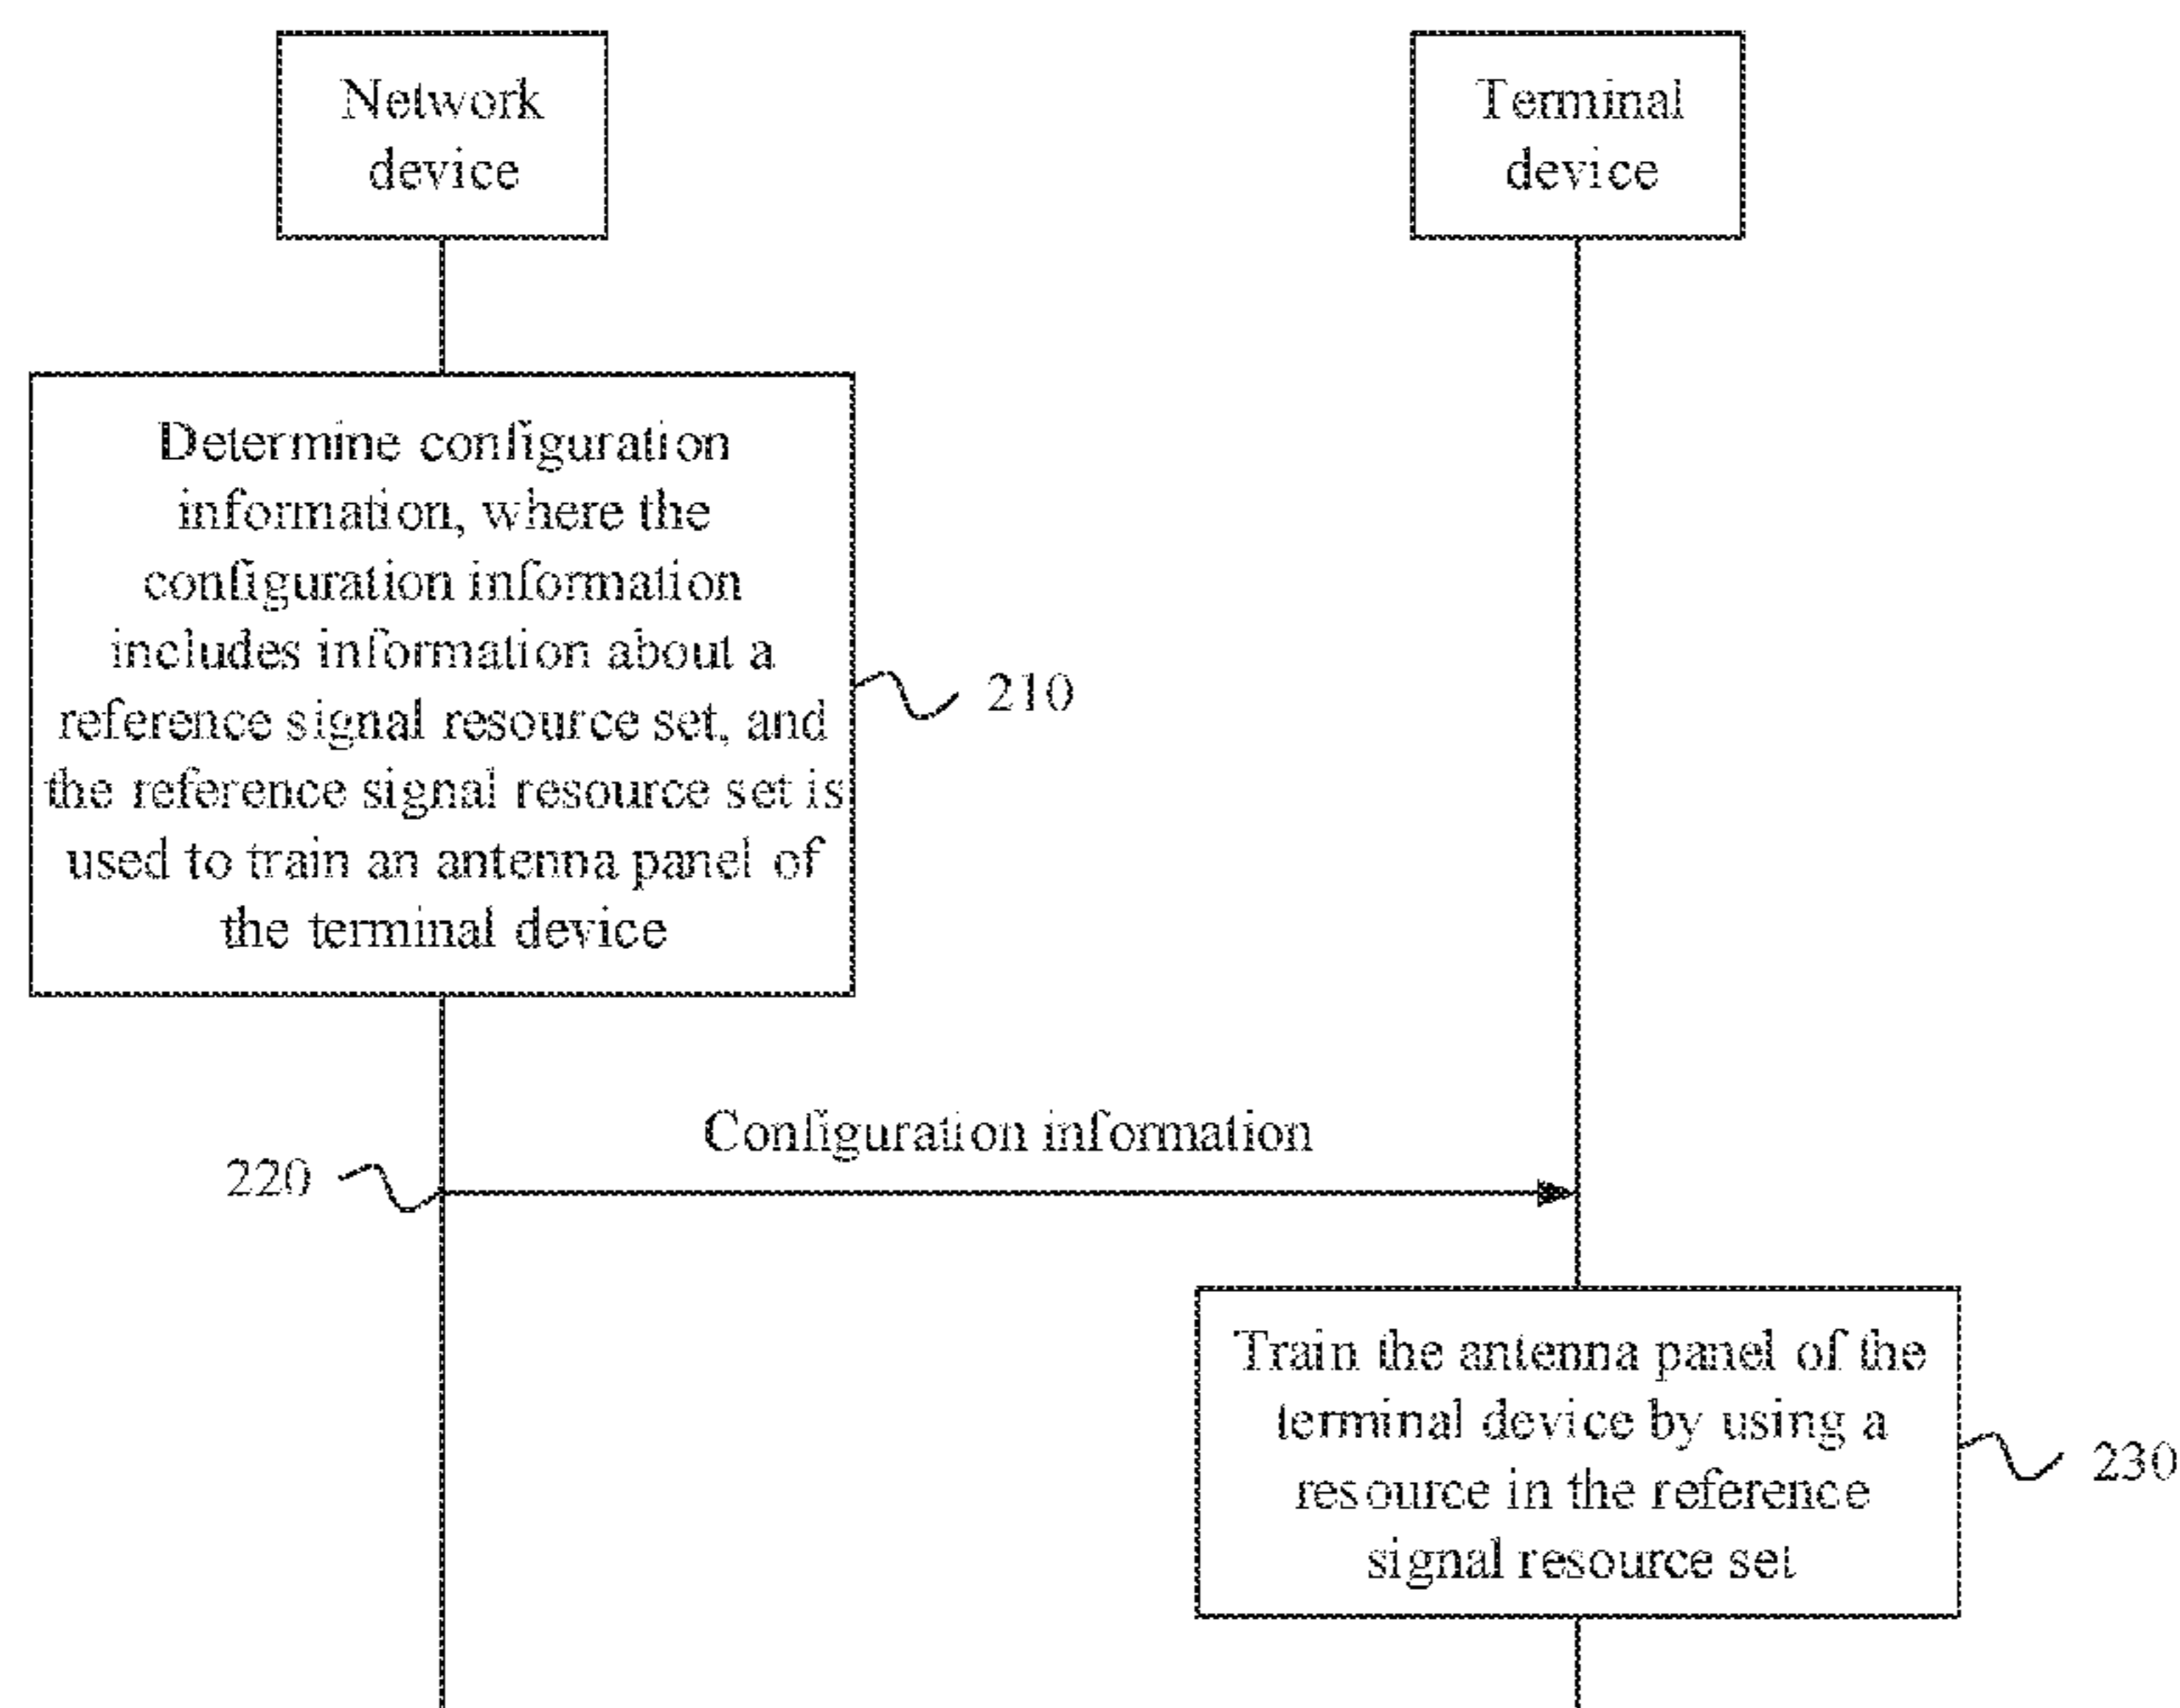 Network
device
Terminal
device
Determine configuration
information, where the
configuration information
includes information about a
reference signal resource set, and
the reference signal resource set is
used to train an antenna panel of
the terminal device
210
Configuration information
220
Train the antenna panel of the
terminal device by using a
resource in the reference
signal resource set
230